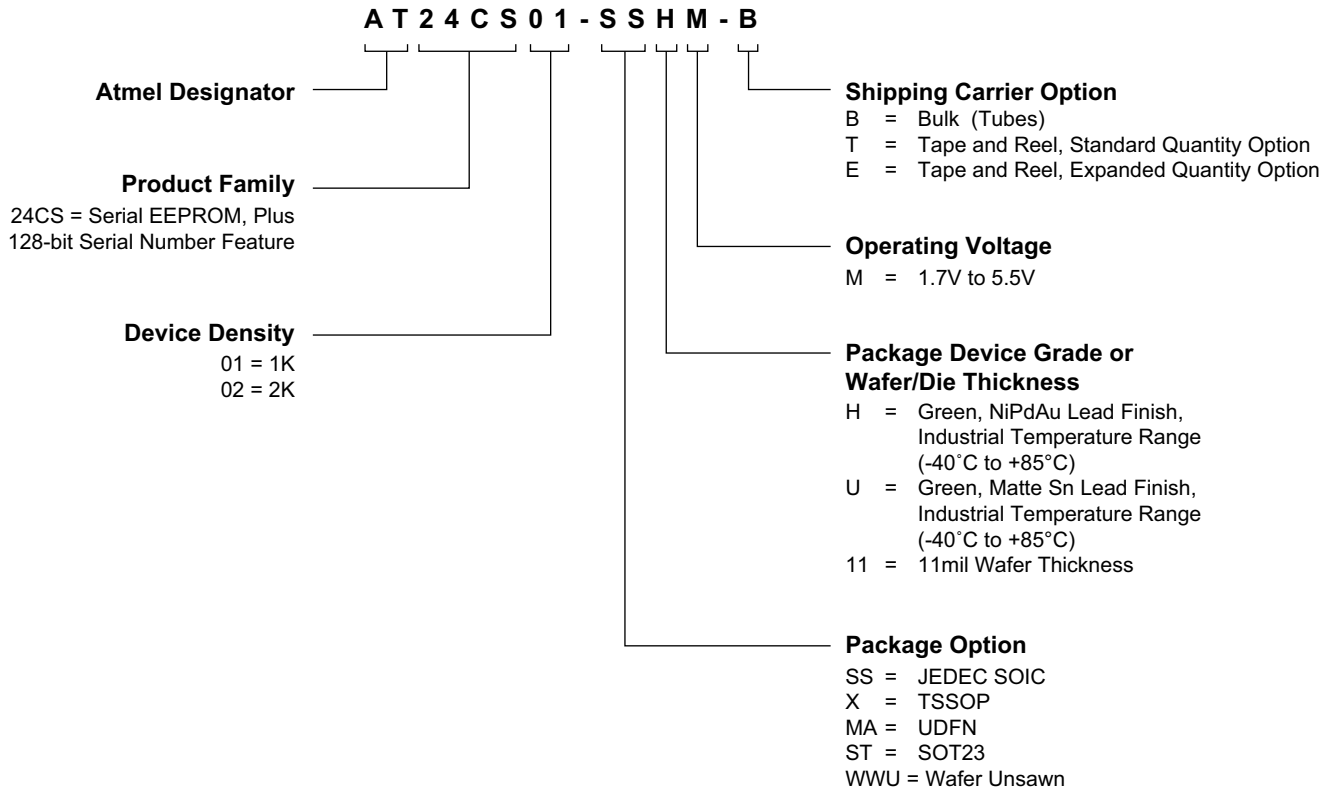 AT24CS01-SSHM-B
Atmel Designator
Product Family
24CS = Serial EEPROM, Plus
128-bit Serial Number Feature
Device Density
01 = 1K
02 = 2K
Shipping Carrier Option
B = Bulk (Tubes)
T = Tape and Reel, Standard Quantity Option
E = Tape and Reel, Expanded Quantity Option
Operating Voltage
M = 1.7V to 5.5V
Package Device Grade or
Wafer/Die Thickness
H = Green, NiPdAu Lead Finish,
Industrial Temperature Range
(-40˚C to +85°C)
U = Green, Matte Sn Lead Finish,
Industrial Temperature Range
(-40˚C to +85°C)
11 = 11mil Wafer Thickness
Package Option
SS = JEDEC SOIC
X = TSSOP
MA = UDFN
ST = SOT23
WWU = Wafer Unsawn